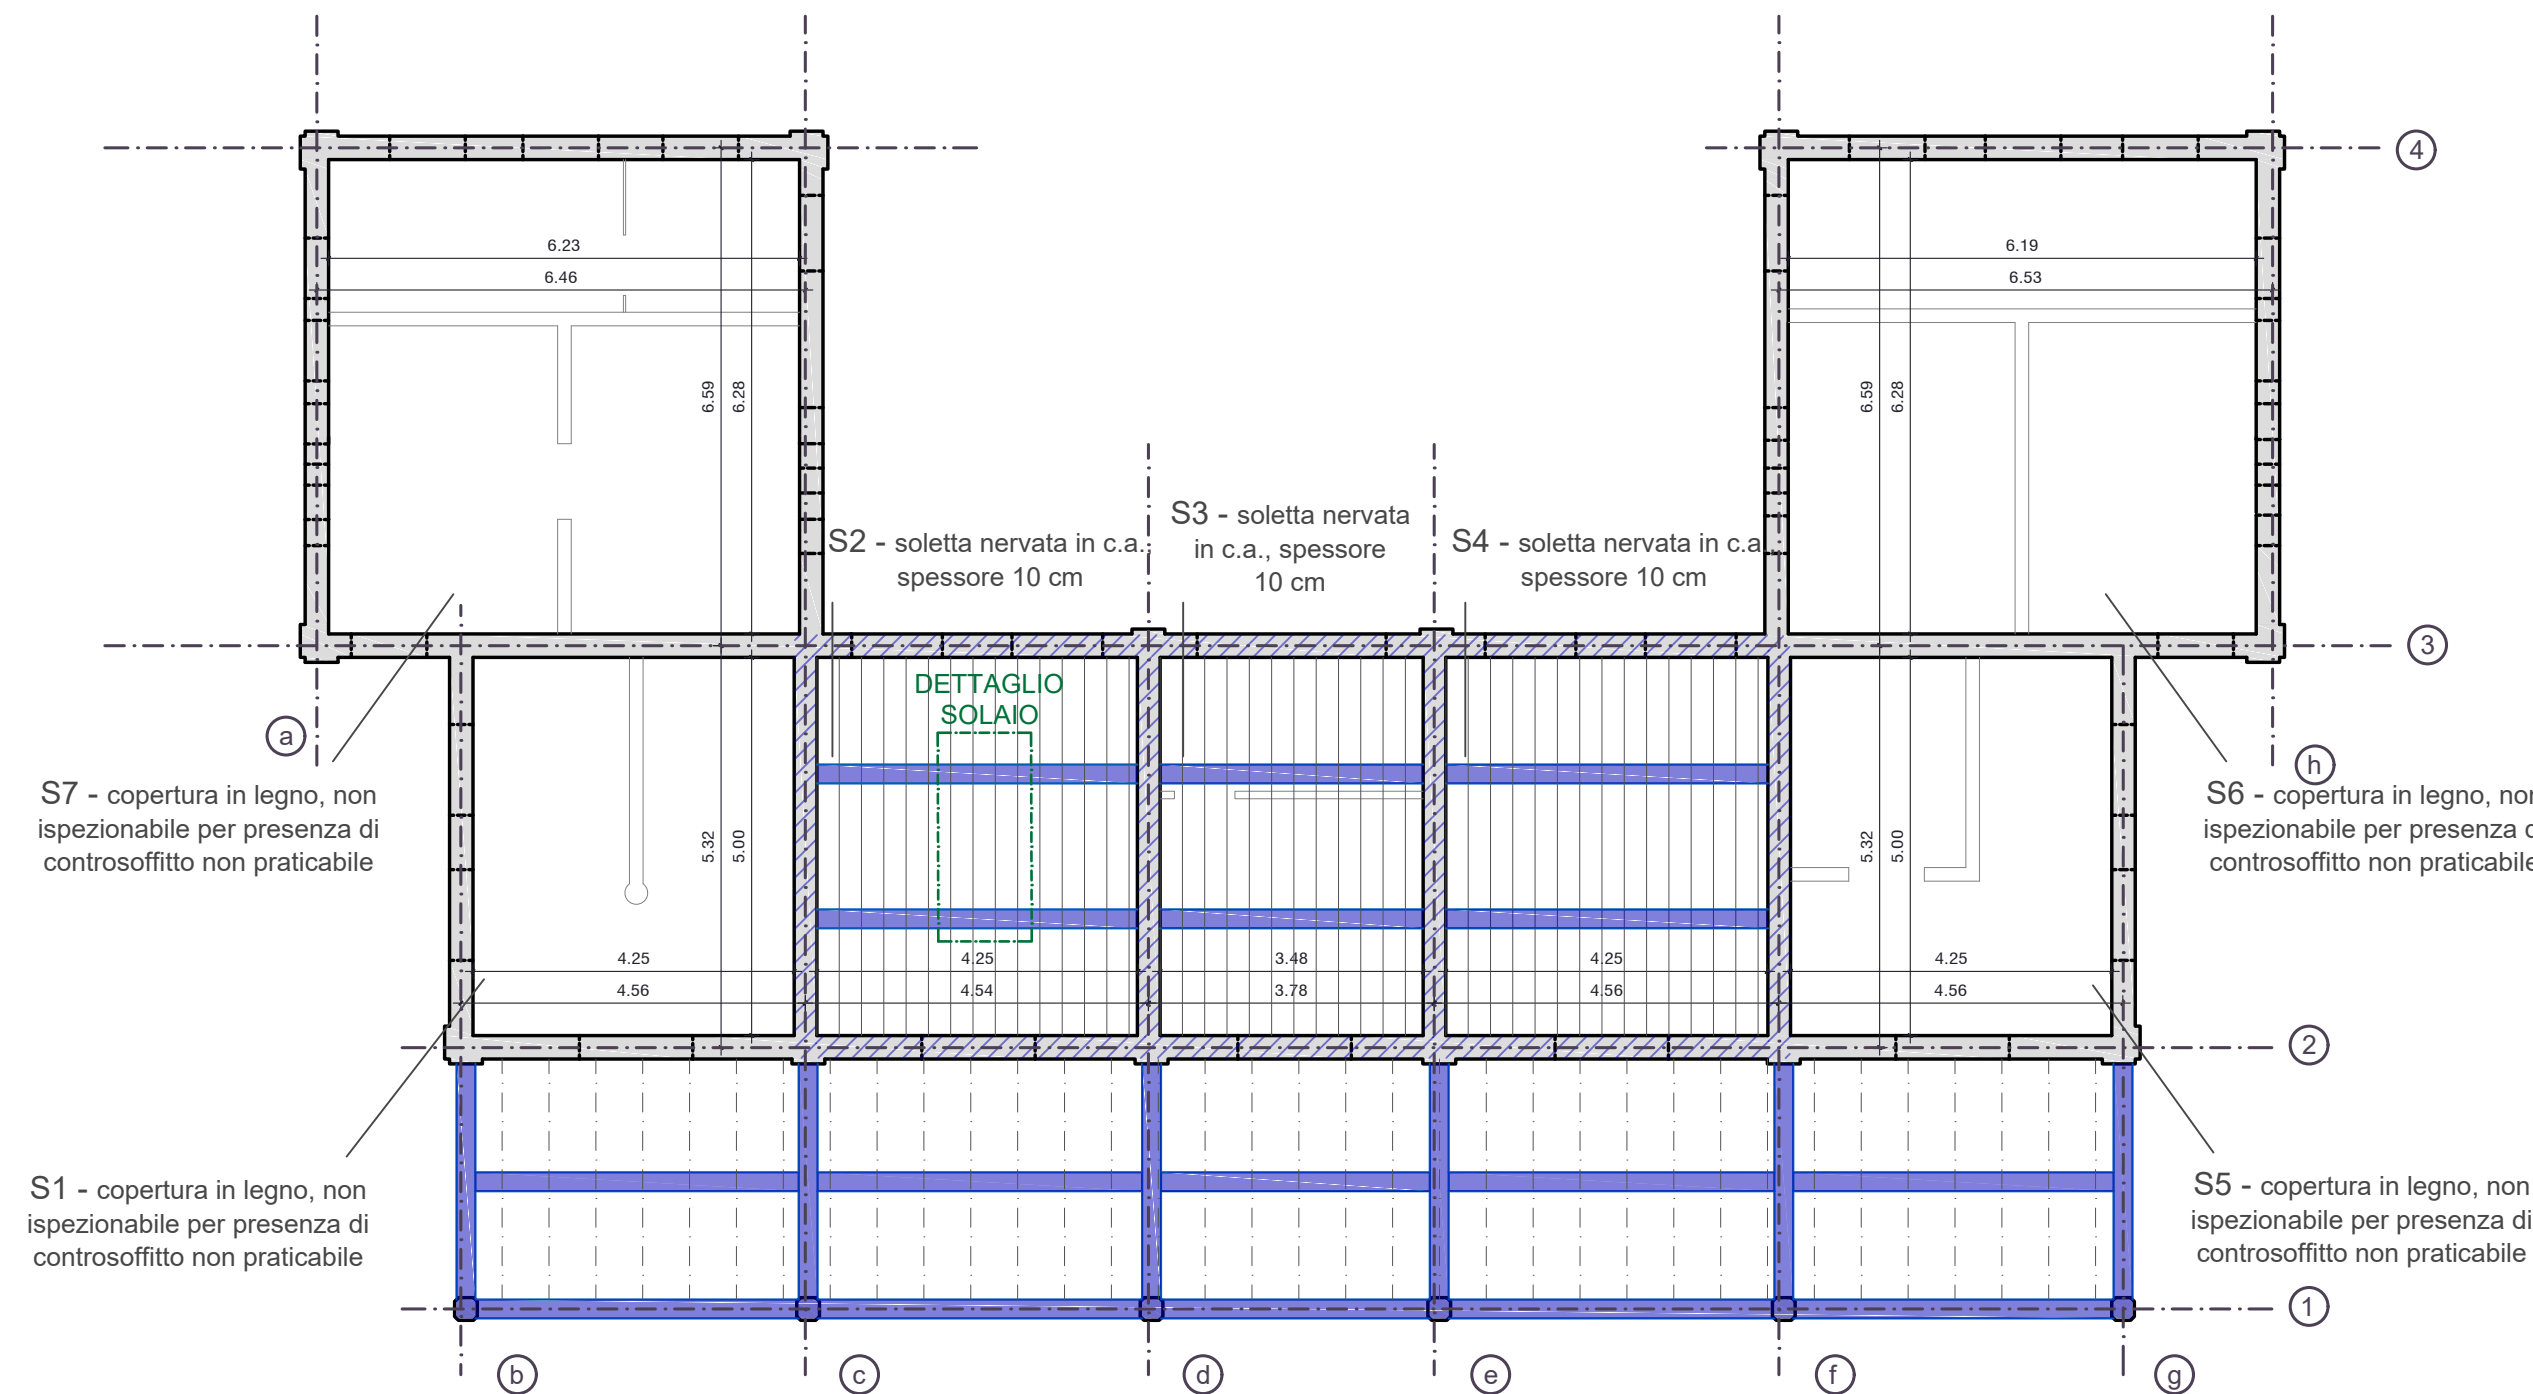 4
6.23
6.46
6.19
6.53
6.59
6.28
6.59
6.28
S2 - soletta nervata in c.a.,
spessore 10 cm
S3 - soletta nervata
in c.a., spessore
10 cm
S4 - soletta nervata in c.a
spessore 10 cm
3
DETTAGLIO
SOLAIO
a
h
S7 - copertura in legno, non
ispezionabile per presenza di
controsoffitto non praticabile
S6 - copertura in legno, non
ispezionabile per presenza d
controsoffitto non praticabile
5.32
5.00
5.32
5.00
4.25
4.25
3.48
4.25
4.25
4.56
4.54
3.78
4.56
4.56
2
S1 - copertura in legno, non
ispezionabile per presenza di
controsoffitto non praticabile
S5 - copertura in legno, non
ispezionabile per presenza di
controsoffitto non praticabile
1
b
c
d
e
f
g